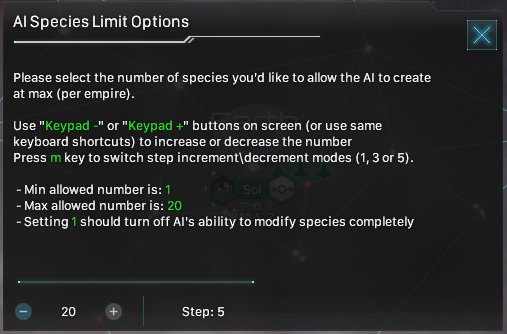 AI Species Limit Options
Please select the number of species you'd like to allow the AI to create
at max (per empire).
Use "Keypad -" or "Keypad +" buttons on screen (or use same
keyboard shortcuts) to increase or decrease the number
Press m key to switch step increment\decrement modes (1, 3 or 5).
- Min allowed number is: 1
- Max allowed number is: 20
- Setting 1 should turn off AI's ability to modify species completely
Sol
- 20 + Step: 5